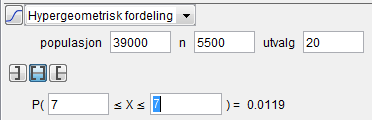 Hypergeometrisk fordeling
populasjon 39000 n 5500 utvalg 20
P( 7 ≤ X ≤ 7 ) = 0.0119